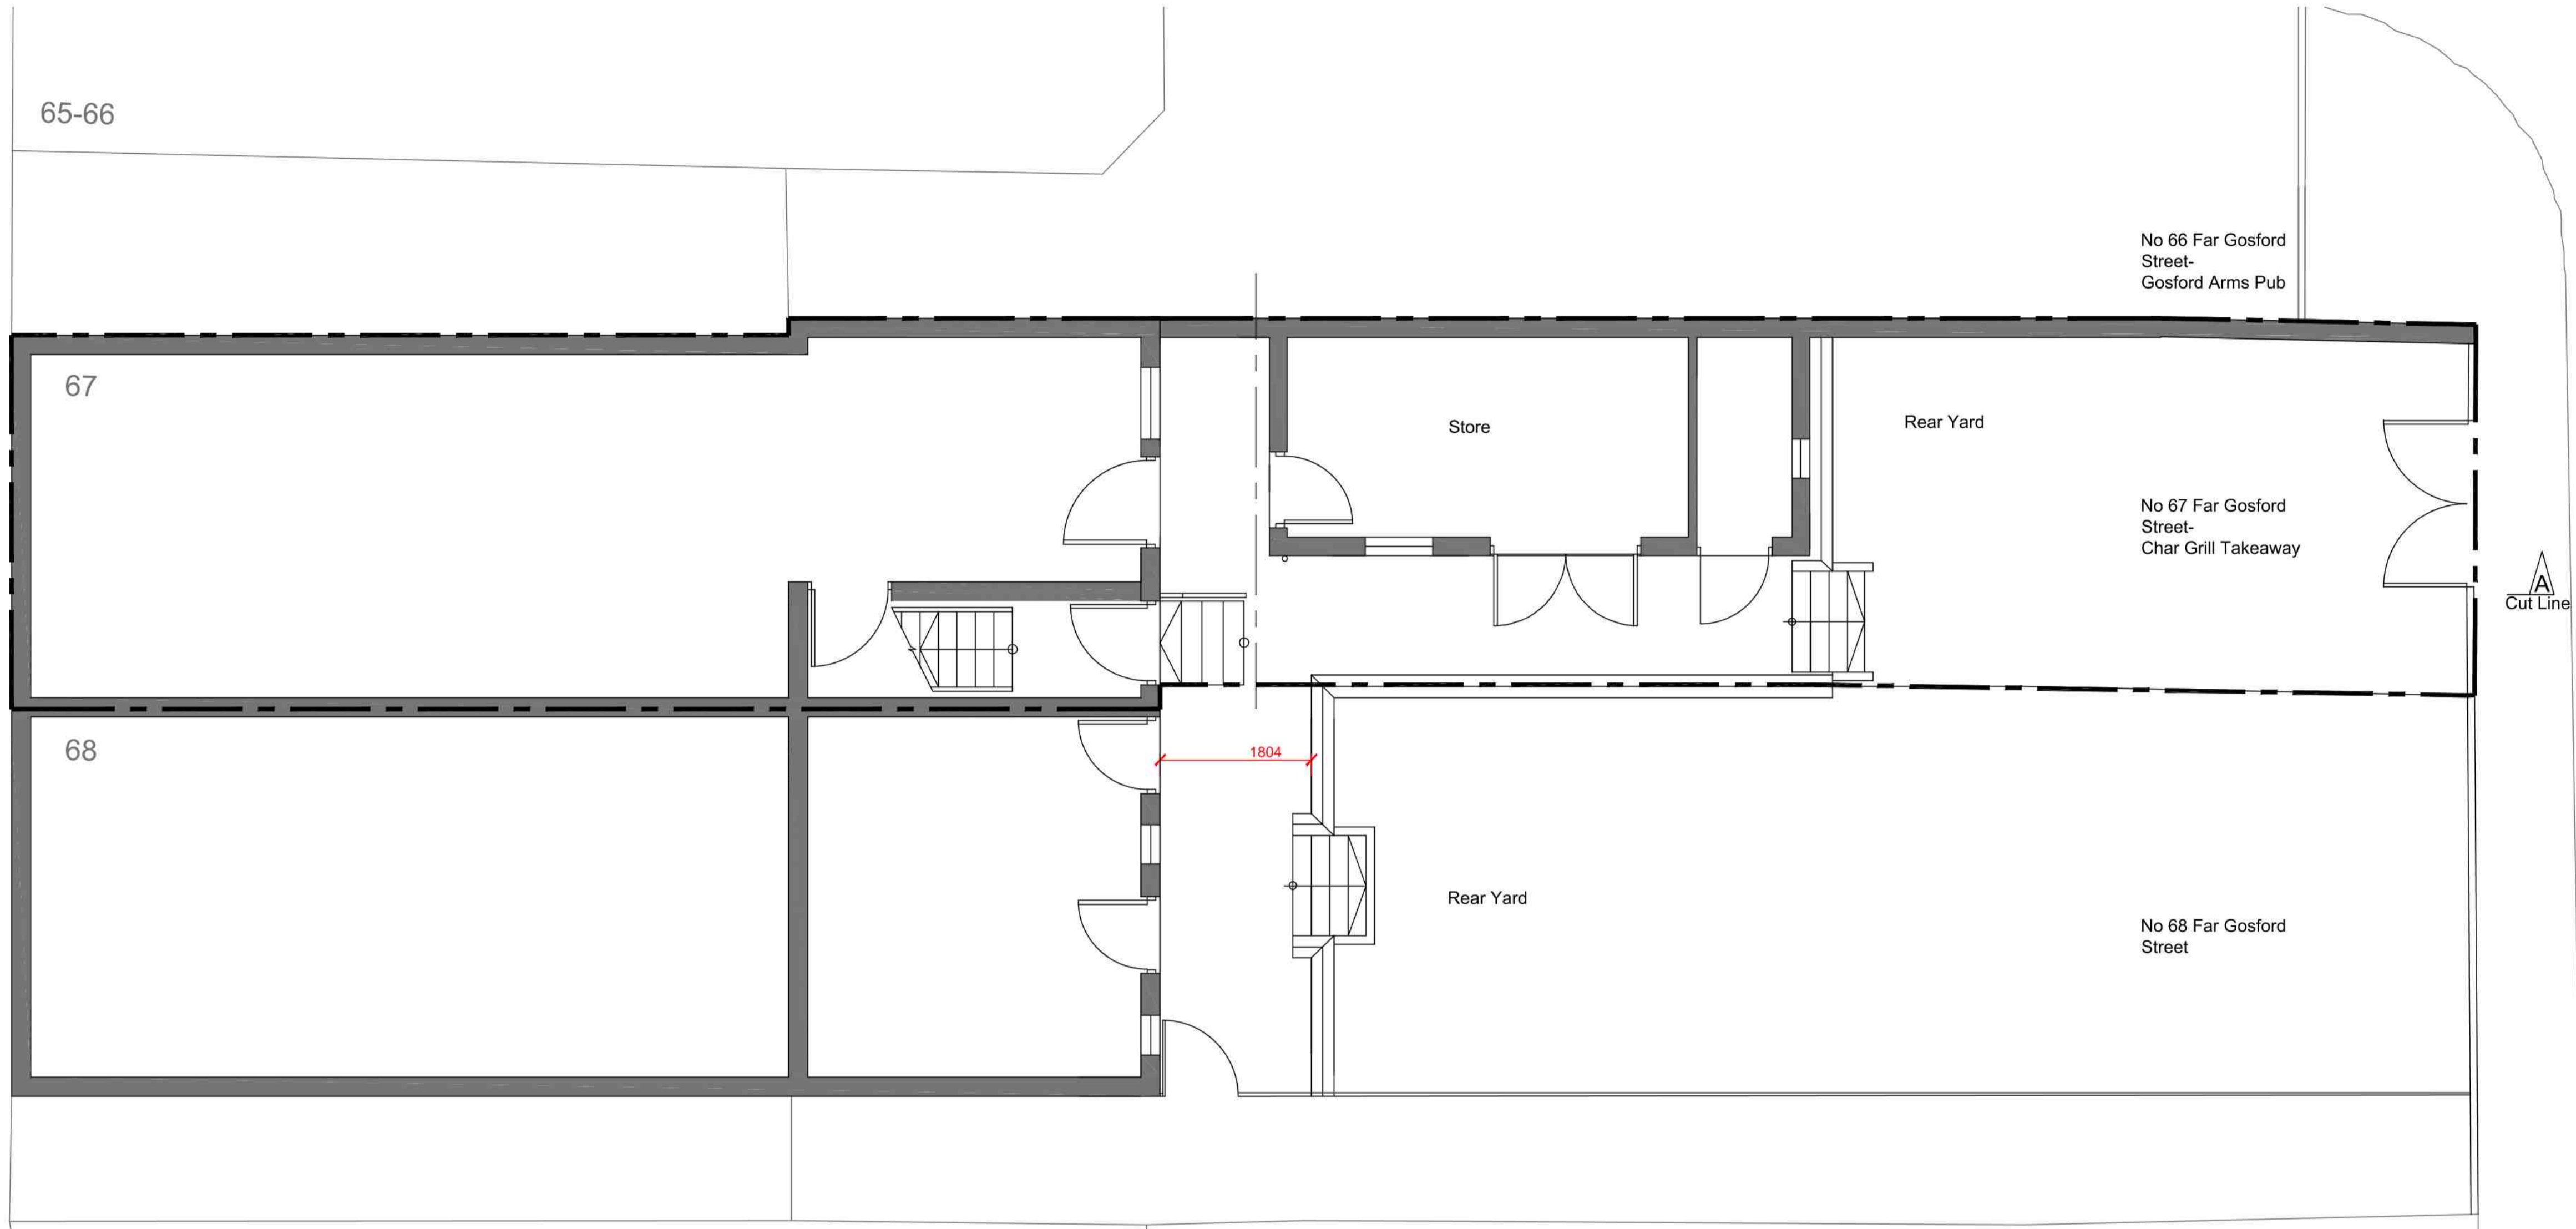 65-66
No 66 Far Gosford
Street-
Gosford Arms Pub
67
Store
Rear Yard
No 67 Far Gosford
Street-
Char Grill Takeaway
A
Cut Line
68
1804
Rear Yard
No 68 Far Gosford
Street